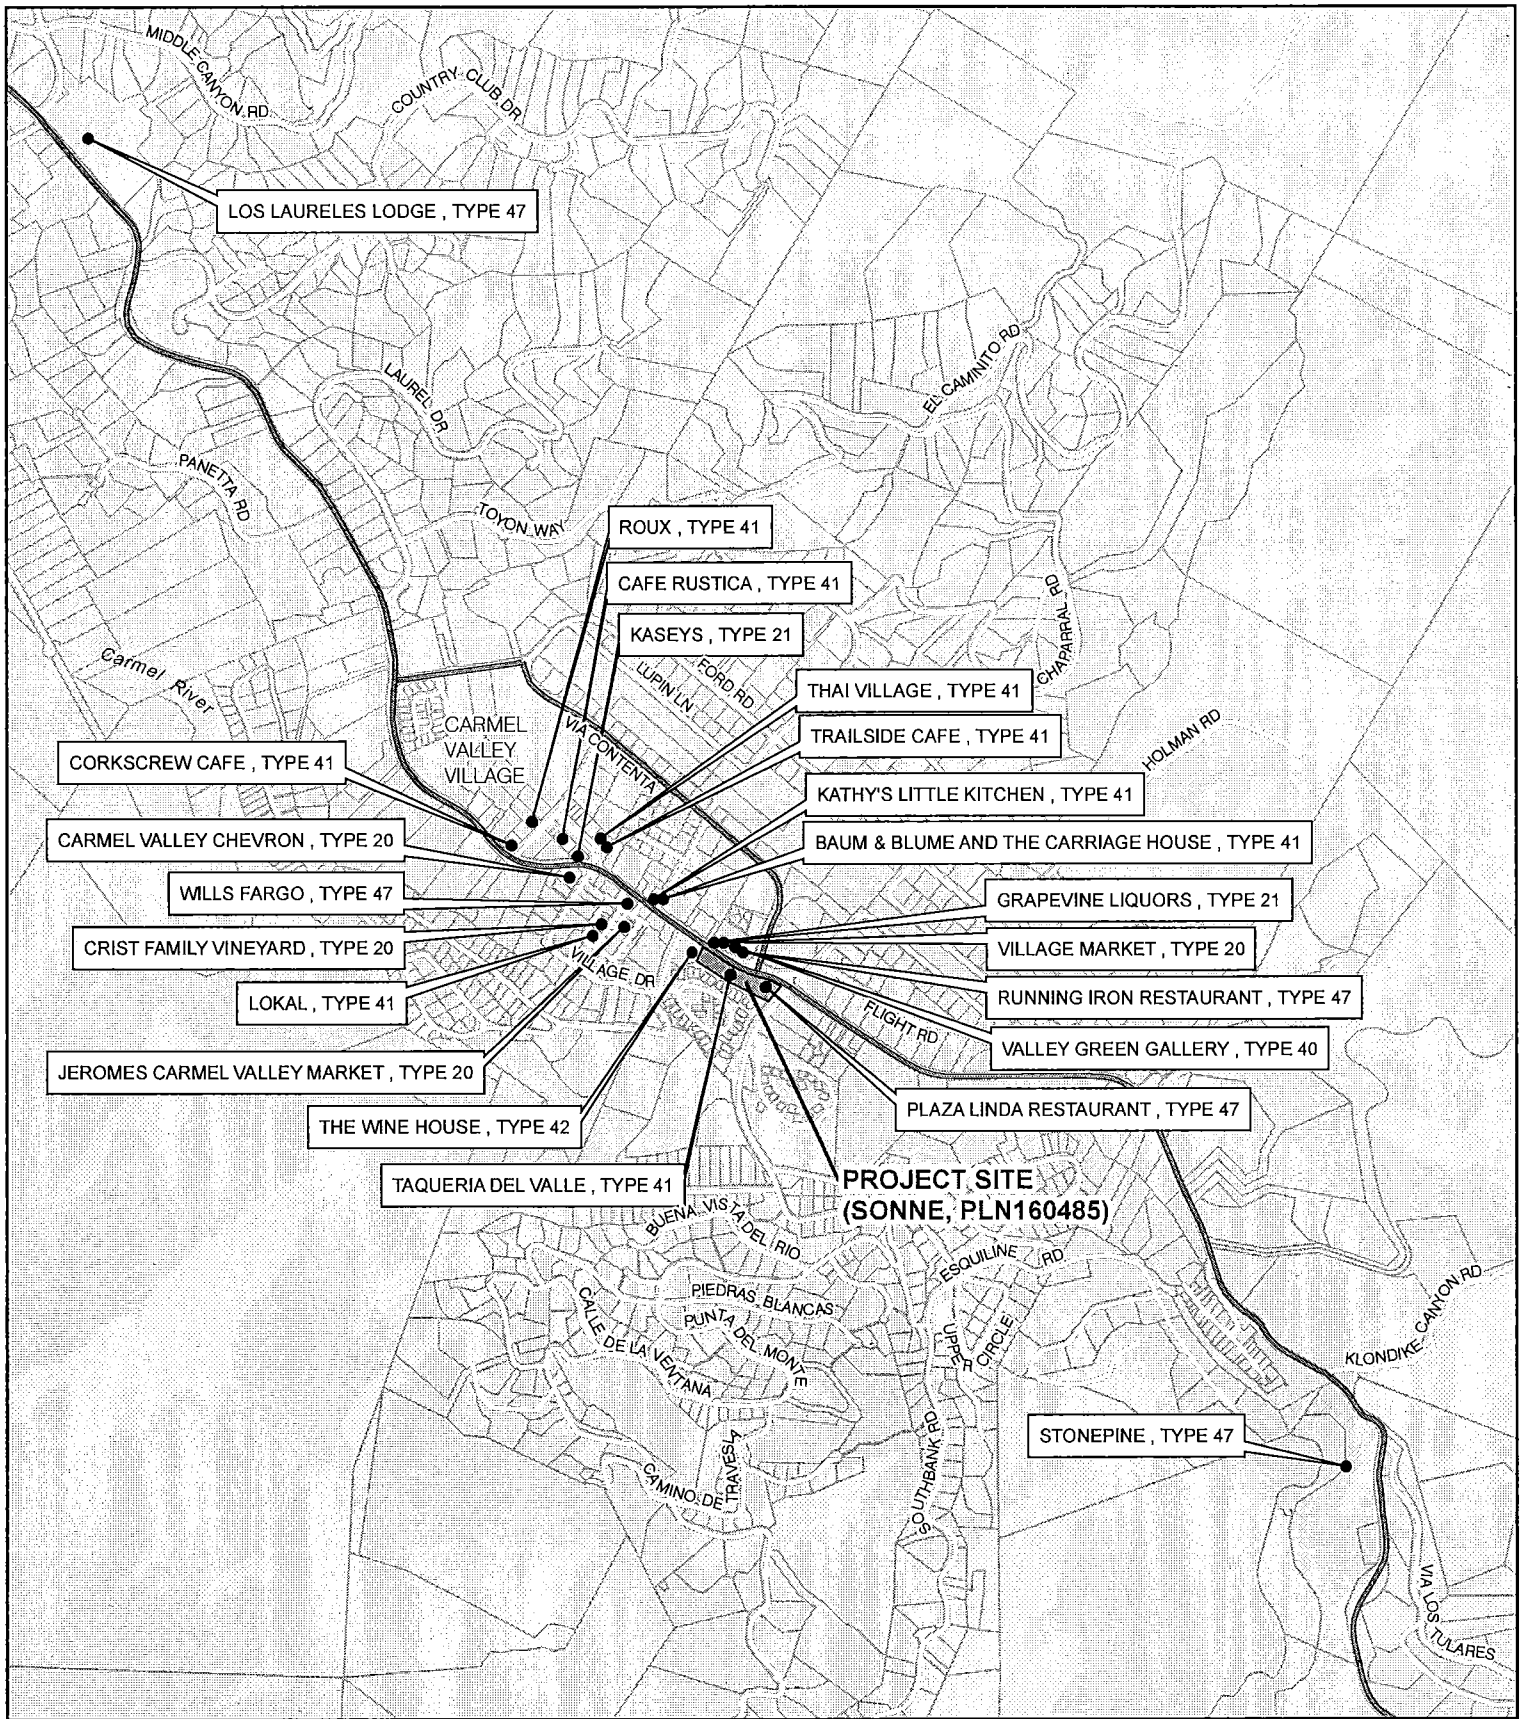 MIDDLE CANYON RD
COUNTRY CLUB DR
LOS LAURELES LODGE , TYPE 47
EL CAMINITO RD
LAUREL DR
PANETTA RD
TOYON WAY
ROUX , TYPE 41
CAFE RUSTICA , TYPE 41
KASEYS , TYPE 21
CHAPARRAL RD
Carmel River
FORD RD
LUPIN LN
THAI VILLAGE , TYPE 41
CARMEL
VALLEY
VILLAGE
VIA CONTENTA
TRAILSIDE CAFE , TYPE 41
HOLMAN RD
CORKSCREW CAFE , TYPE 41
KATHY'S LITTLE KITCHEN , TYPE 41
CARMEL VALLEY CHEVRON , TYPE 20
BAUM & BLUME AND THE CARRIAGE HOUSE , TYPE 41
WILLS FARGO , TYPE 47
GRAPEVINE LIQUORS , TYPE 21
CRIST FAMILY VINEYARD , TYPE 20
VILLAGE MARKET , TYPE 20
VILLAGE DR
LOKAL , TYPE 41
RUNNING IRON RESTAURANT , TYPE 47
FLIGHT RD
VALLEY GREEN GALLERY , TYPE 40
JEROMES CARMEL VALLEY MARKET , TYPE 20
PLAZA LINDA RESTAURANT , TYPE 47
THE WINE HOUSE , TYPE 42
TAQUERIA DEL VALLE , TYPE 41
PROJECT SITE
(SONNE, PLN160485)
BUENA VISTA DEL RIO
ESQUILINE RD
PIEDRAS BLANCAS
CALLE DE LA VENTANA
PUNTA DEL MONTE
UPPER CIRCLE
KLONDIKE CANYON RD
STONEPINE , TYPE 47
SOUTHBANK RD
CAMINO DE TRAVESIA
VIA LOS TULARES